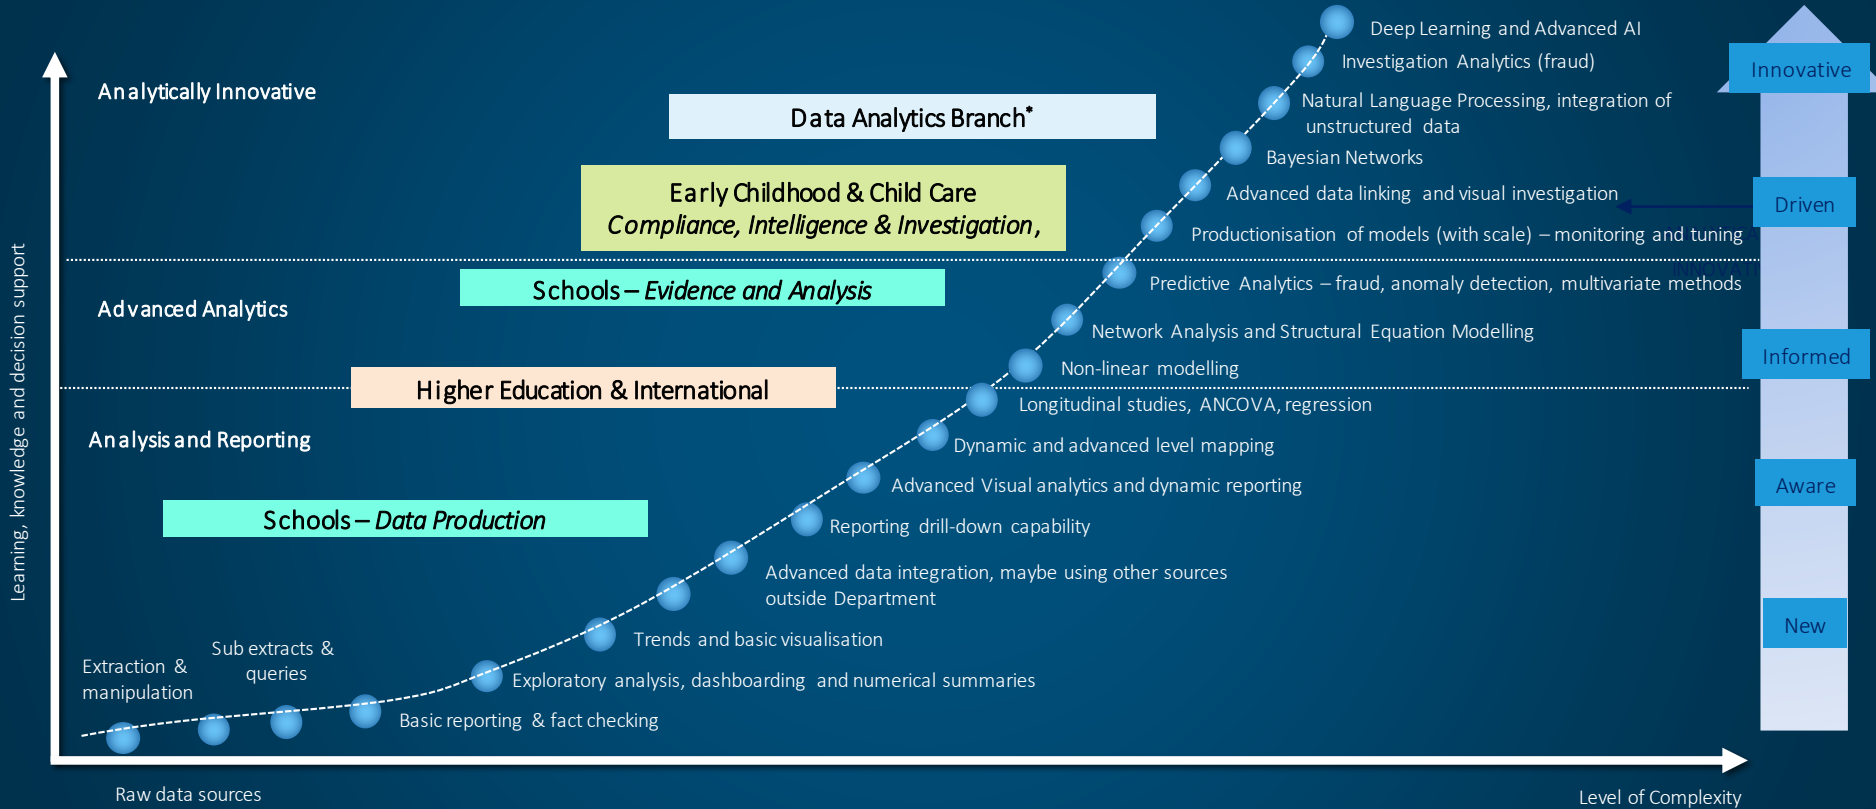 Deep Learning and Advanced AI
Investigation Analytics (fraud)
Innovative
Analytically Innovative
Natural Language Processing, integration of
unstructured data
Data Analytics Branch*
Bayesian Networks
Early Childhood & Child Care
Compliance, Intelligence & Investigation,
Advanced data linking and visual investigation
Driven
Productionisation of models (with scale) – monitoring and tuning
Schools – Evidence and Analysis
Predictive Analytics – fraud, anomaly detection, multivariate methods
Advanced Analytics
Network Analysis and Structural Equation Modelling
Informed
Non-linear modelling
Higher Education & International
Longitudinal studies, ANCOVA, regression
Analysis and Reporting
Dynamic and advanced level mapping
Advanced Visual analytics and dynamic reporting
Aware
Schools – Data Production
Reporting drill-down capability
Advanced data integration, maybe using other sources
outside Department
New
Trends and basic visualisation
Sub extracts &
queries
Extraction &
manipulation
Exploratory analysis, dashboarding and numerical summaries
Basic reporting & fact checking
Learning, knowledge and decision support
Raw data sources
Level of Complexity